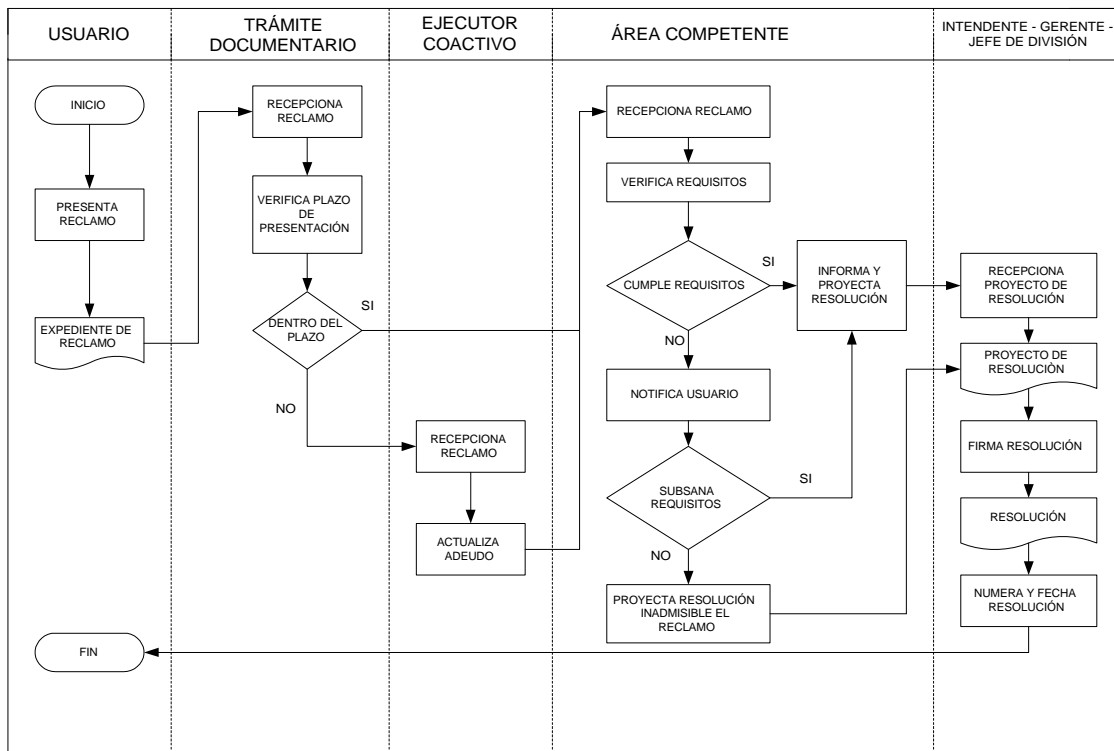 USUARIO
TRÁMITE
DOCUMENTARIO
EJECUTOR
COACTIVO
ÁREA COMPETENTE
INTENDENTE - GERENTE -
JEFE DE DIVISIÓN
INICIO
PRESENTA
RECLAMO
EXPEDIENTE DE
RECLAMO
FIN
RECEPCIONA
RECLAMO
VERIFICA PLAZO
DE
PRESENTACIÓN
DENTRO DEL
PLAZO
SI
NO
RECEPCIONA
RECLAMO
ACTUALIZA
ADEUDO
RECEPCIONA RECLAMO
VERIFICA REQUISITOS
CUMPLE REQUISITOS
SI
NO
INFORMA Y
PROYECTA
RESOLUCIÓN
NOTIFICA USUARIO
SUBSANA
REQUISITOS
SI
NO
PROYECTA RESOLUCIÓN
INADMISIBLE EL
RECLAMO
RECEPCIONA
PROYECTO DE
RESOLUCIÓN
PROYECTO DE
RESOLUCIÒN
FIRMA RESOLUCIÓN
RESOLUCIÓN
NUMERA Y FECHA
RESOLUCIÓN